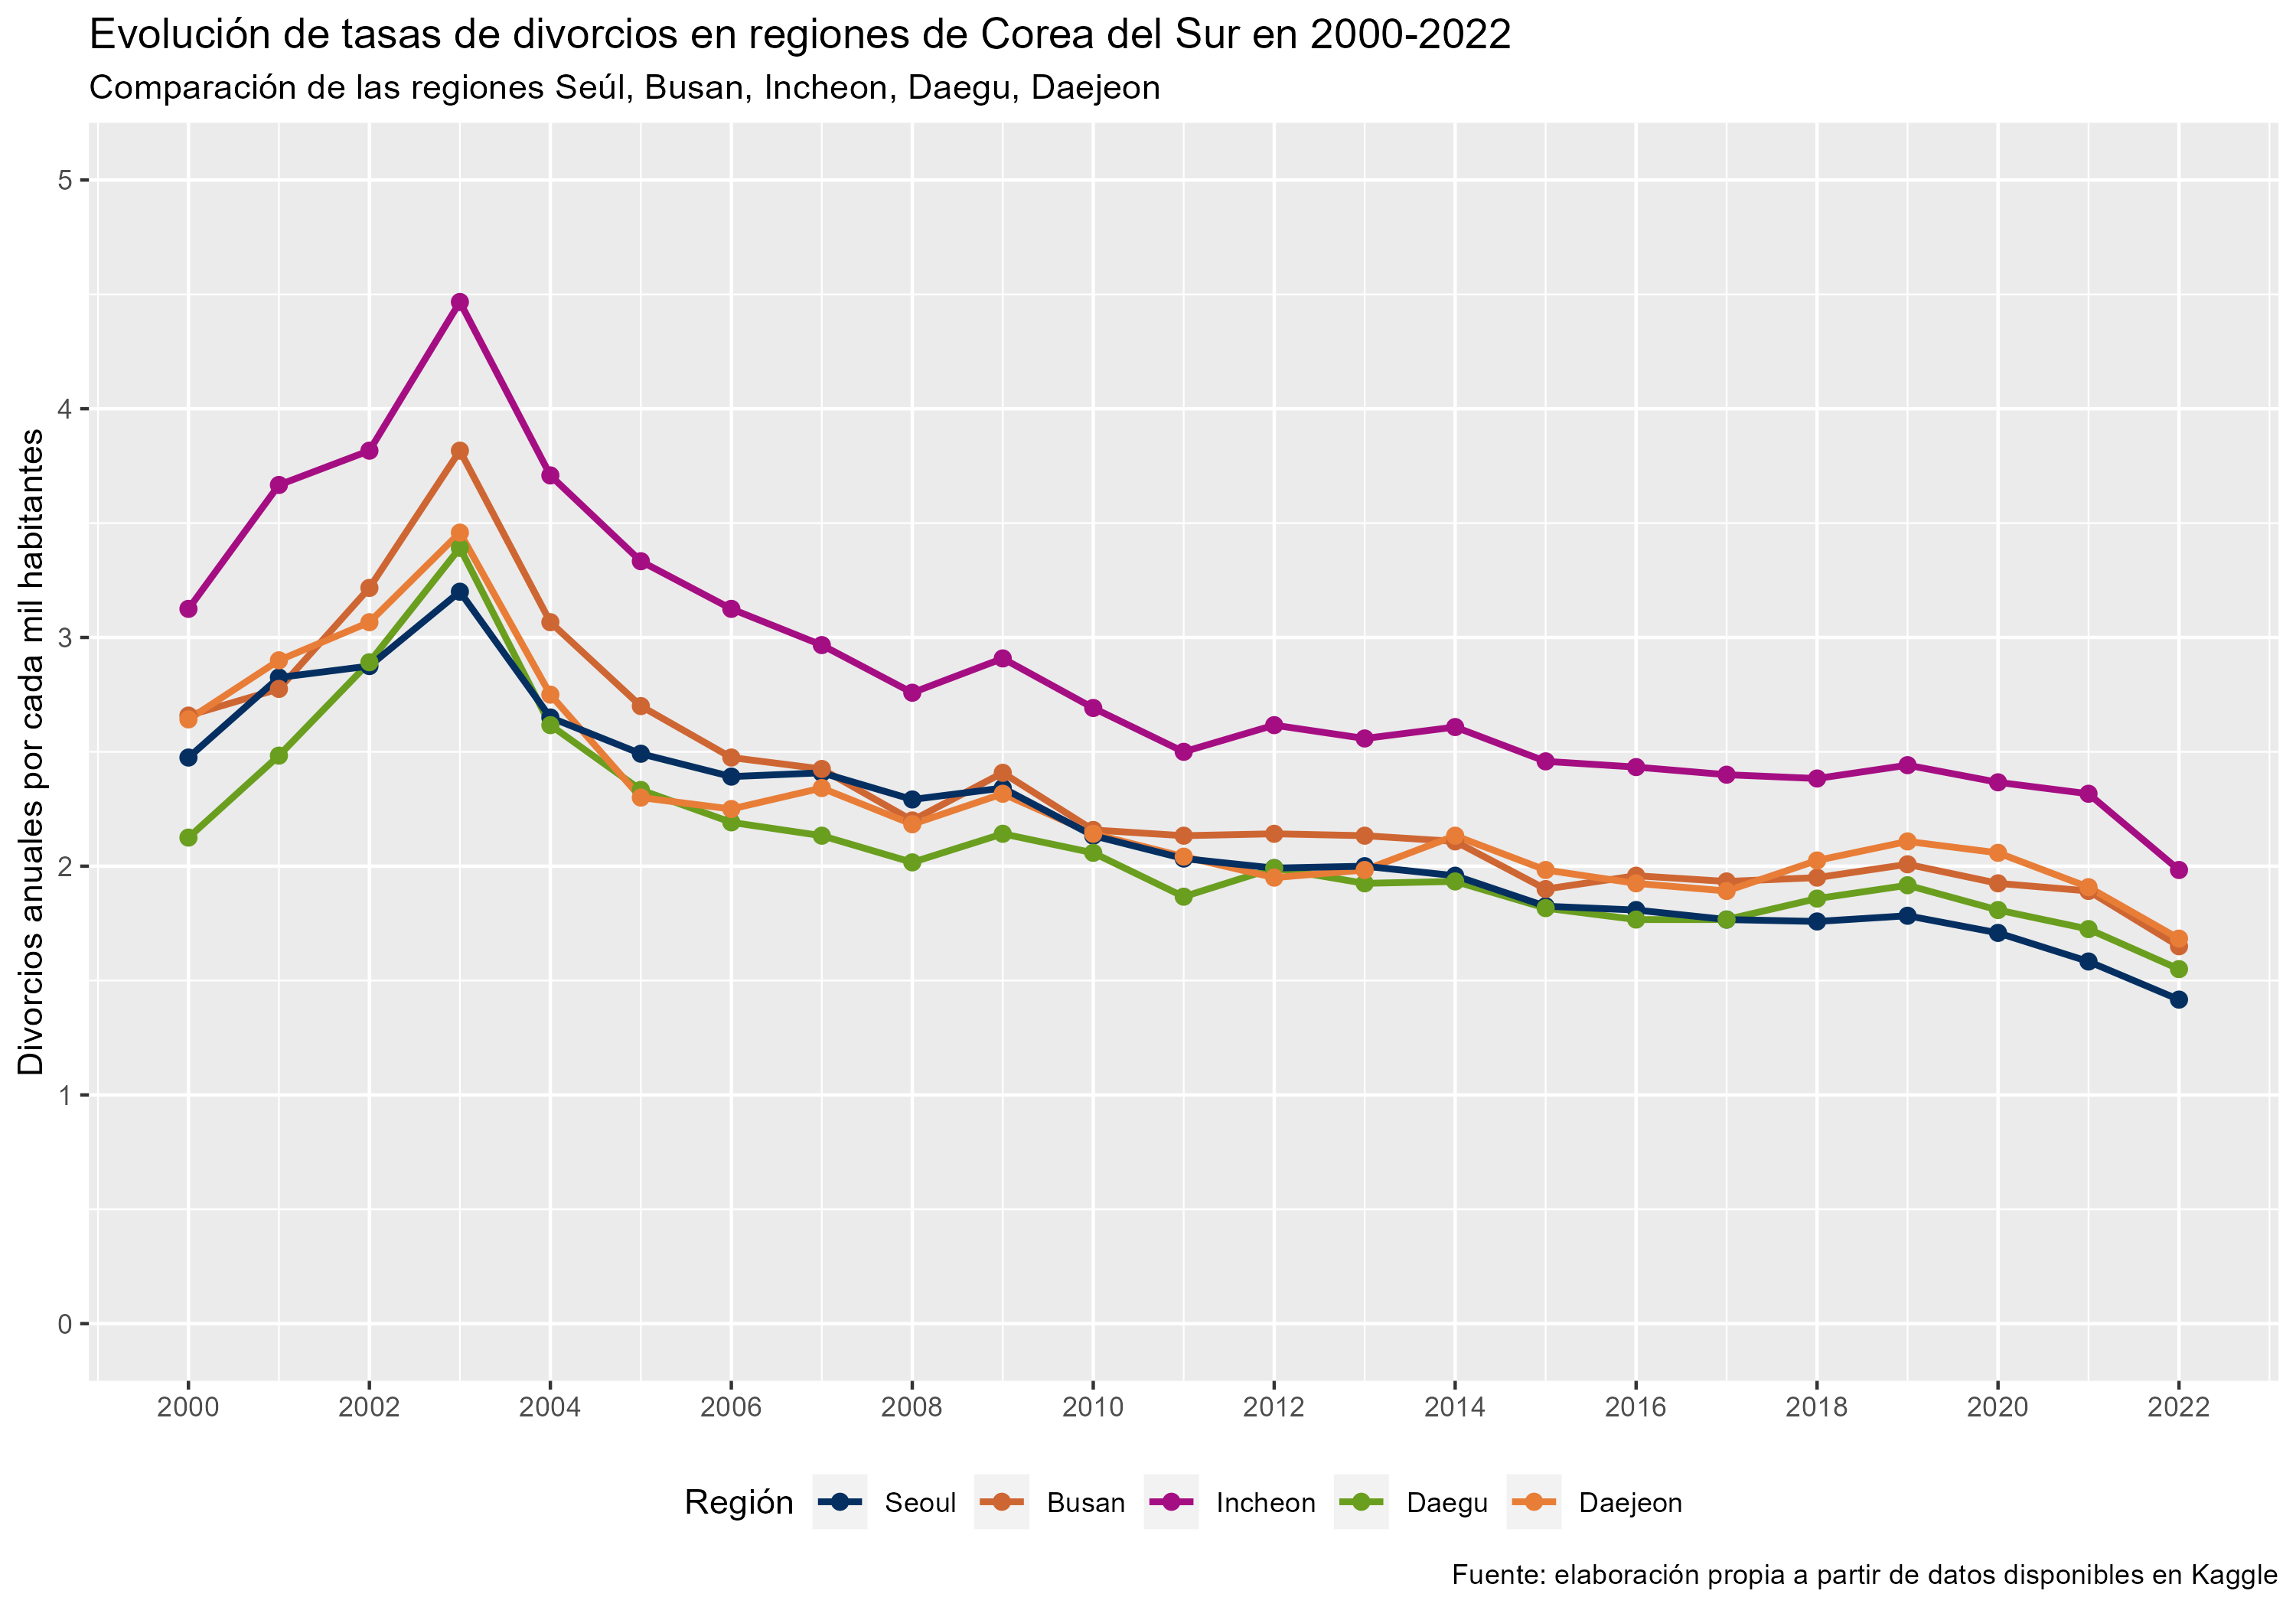 Evolución de tasas de divorcios en regiones de Corea del Sur en 2000-2022
Comparación de las regiones Seúl, Busan, Incheon, Daegu, Daejeon
Divorcios anuales por cada mil habitantes
5
4
3
2
1
0
2000 2002 2004 2006 2008 2010 2012 2014 2016 2018 2020 2022
Región Seoul Busan Incheon Daegu Daejeon
Fuente: elaboración propia a partir de datos disponibles en Kaggle